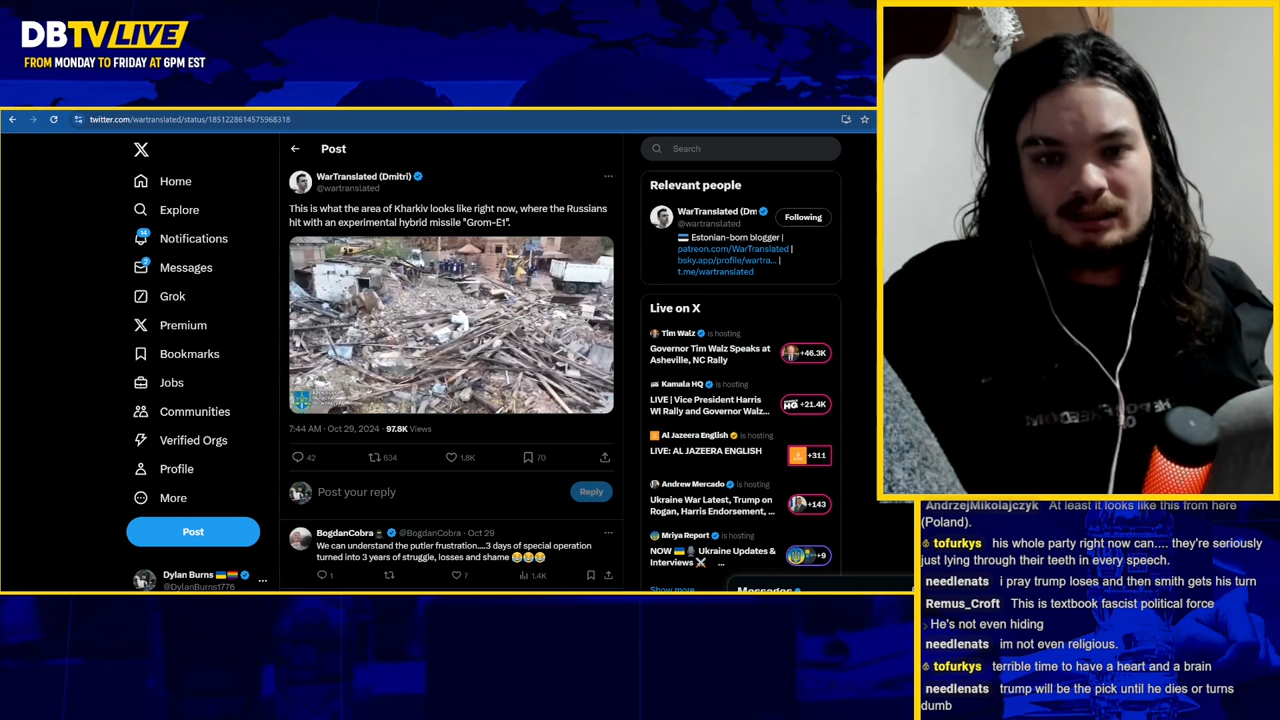 DBTV LIVE
FROM MONDAY TO FRIDAY AT 6PM EST
twitter.com/wartranslated/status/1851228614575968318
Home
Explore
14
Notifications
2
Messages
Grok
Premium
Bookmarks
Jobs
Communities
Verified Orgs
Profile
More
Post
Dylan Burns
@DylanBurns1776
Post
WarTranslated (Dmitri)
@wartranslated
This is what the area of Kharkiv looks like right now, where the Russians
hit with an experimental hybrid missile "Grom-E1".
7:44 AM · Oct 29, 2024 · 97.8K Views
42
634
1.8K
70
Post your reply
Reply
BogdanCobra @BogdanCobra · Oct 29
We can understand the putler frustration....3 days of special operation
turned into 3 years of struggle, losses and shame 😂😂😂
1
7
1.4K
Search
Relevant people
WarTranslated (Dm
@wartranslated
Following
Estonian-born blogger |
patreon.com/WarTranslated |
bsky.app/profile/wartra... |
t.me/wartranslated
Live on X
Tim Walz is hosting
Governor Tim Walz Speaks at
Asheville, NC Rally
+46.3K
Kamala HQ is hosting
LIVE | Vice President Harris
WI Rally and Governor Walz...
HQ +21.4K
Al Jazeera English is hosting
LIVE: AL JAZEERA ENGLISH
+311
Andrew Mercado is hosting
Ukraine War Latest, Trump on
Rogan, Harris Endorsement, ...
+143
Mriya Report is hosting
NOW Ukraine Updates &
Interviews ...
+9
Show more
Messages
OF
AndrzejMikolajczyk At least it looks like this from here
(Poland).
tofurkys his whole party right now can.... they're seriously
just lying through their teeth in every speech.
needlenats i pray trump loses and then smith gets his turn
Remus_Croft This is textbook fascist political force
He's not even hiding
needlenats im not even religious.
tofurkys terrible time to have a heart and a brain
needlenats trump will be the pick until he dies or turns
dumb